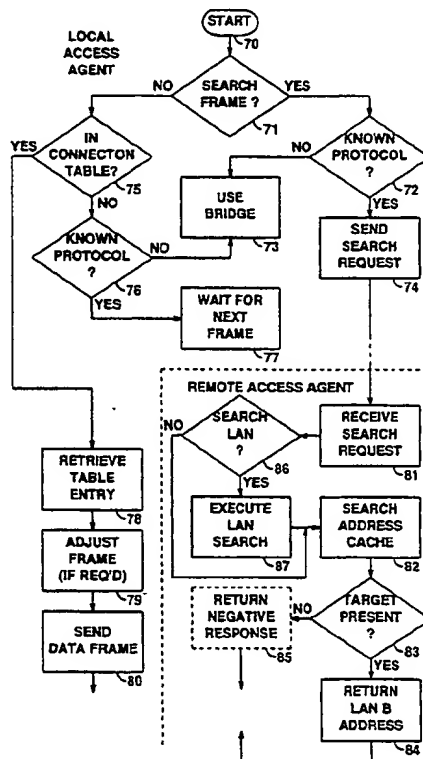 LOCAL
ACCESS
AGENT
START
70
NO
SEARCH
FRAME ?
YES
71
YES
IN
CONNECTON
TABLE?
75
NO
NO
KNOWN
PROTOCOL
?
72
YES
USE
BRIDGE
73
KNOWN
PROTOCOL
?
NO
76
YES
SEND
SEARCH
REQUEST
74
WAIT FOR
NEXT
FRAME
77
REMOTE ACCESS AGENT
NO
SEARCH
LAN
?
86
YES
RECEIVE
SEARCH
REQUEST
81
RETRIEVE
TABLE
ENTRY
78
EXECUTE
LAN
SEARCH
87
SEARCH
ADDRESS
CACHE
82
ADJUST
FRAME
(IF REQ'D)
79
RETURN
NEGATIVE
RESPONSE
85
NO
TARGET
PRESENT
?
83
YES
SEND
DATA FRAME
80
RETURN
LAN B
ADDRESS
84